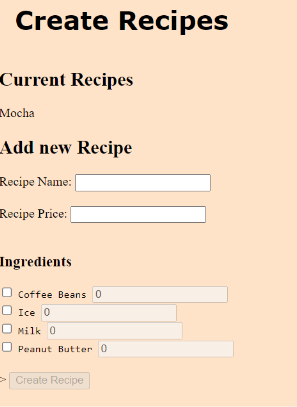 Create Recipes
Current Recipes
Mocha
Add new Recipe
Recipe Name:
Recipe Price:
Ingredients
Coffee Beans 0
Ice 0
Milk 0
Peanut Butter 0
> Create Recipe